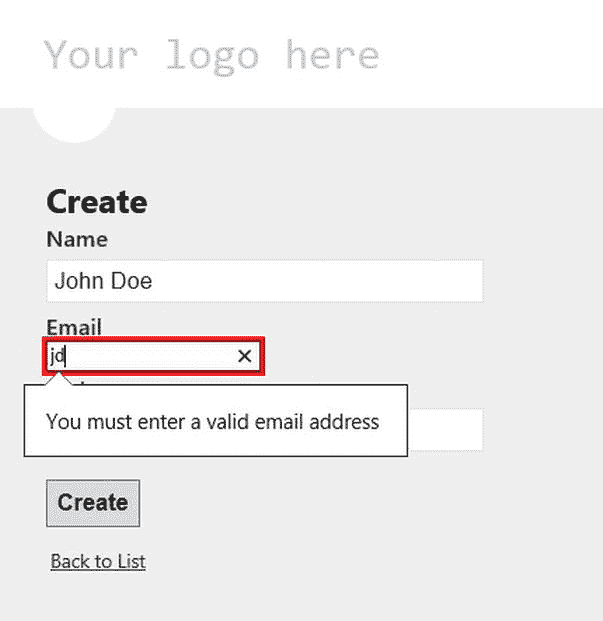 Your logo here
Create
Name
John Doe
Email
jd
You must enter a valid email address
Create
Back to List